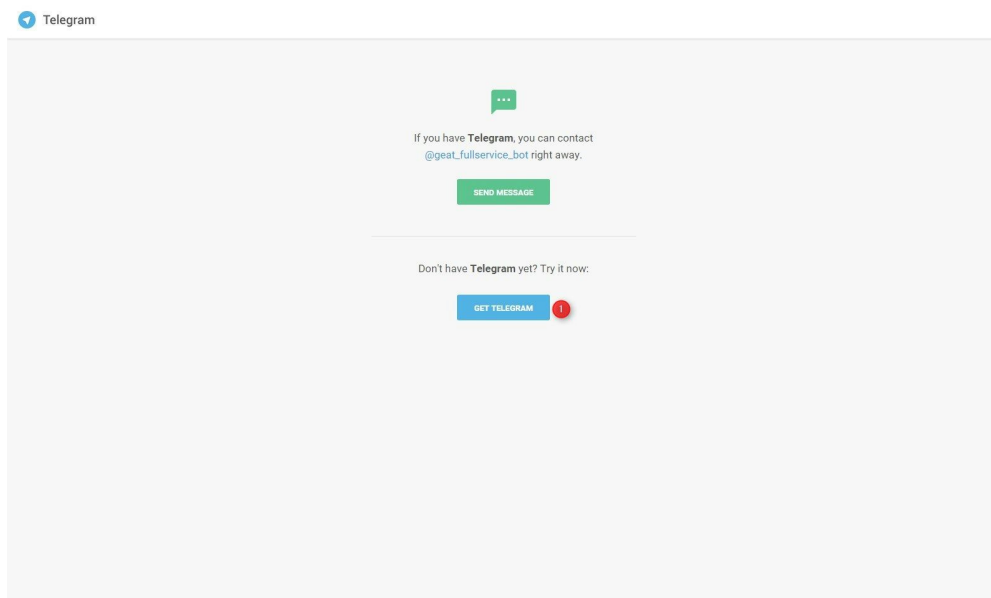 Telegram
If you have Telegram, you can contact
@geat_fullservice_bot right away.
SEND MESSAGE
Don't have Telegram yet? Try it now:
GET TELEGRAM
1